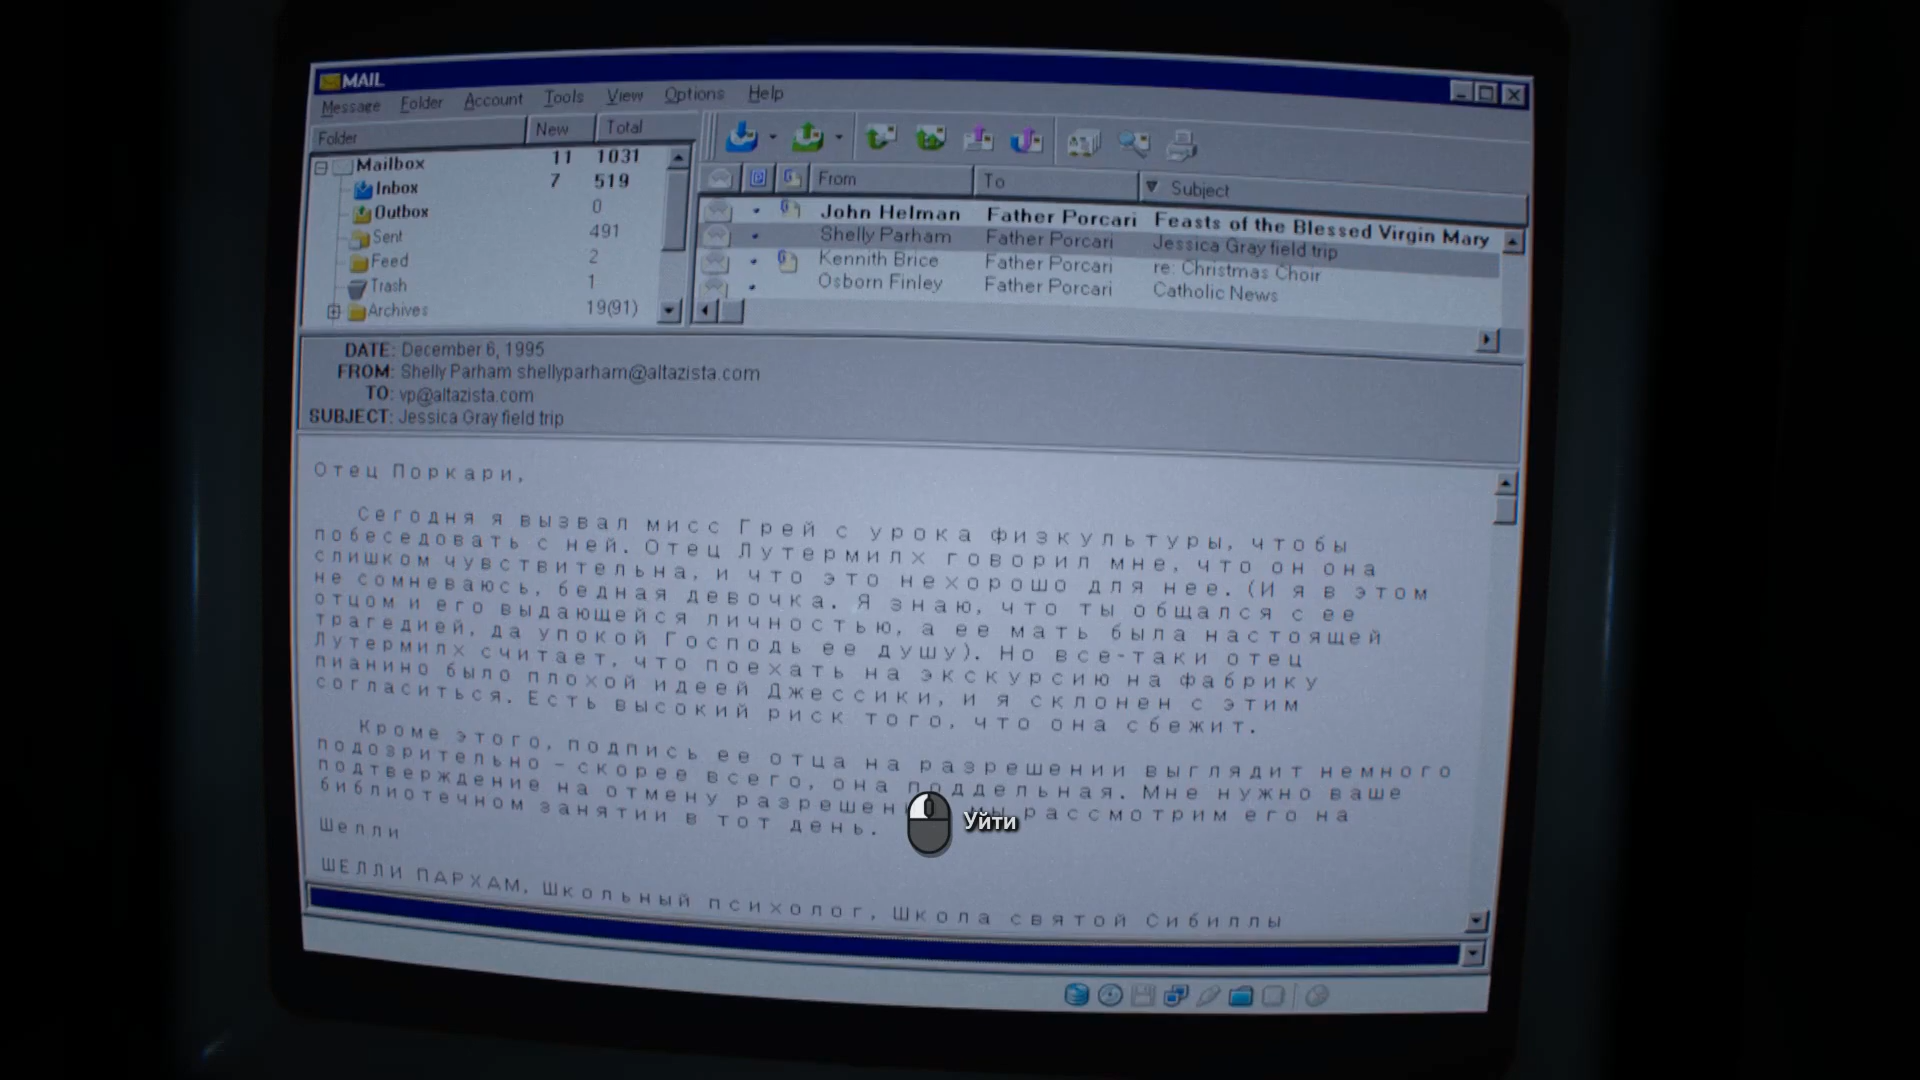 MAIL
Message Folder Account Tools View Options Help
Folder New Total
Mailbox 11 1031
Inbox 7 519
Outbox 0
Sent 491
Feed 2
Trash 1
Archives 19(91)
From To Subject
John Helman Father Porcari Feasts of the Blessed Virgin Mary
Shelly Parham Father Porcari Jessica Gray field trip
Kennith Brice Father Porcari re: Christmas Choir
Osborn Finley Father Porcari Catholic News
DATE: December 6, 1995
FROM: Shelly Parham shellyparham@altazista.com
TO: vp@altazista.com
SUBJECT: Jessica Gray field trip
Отец Поркари,
Сегодня я вызвал мисс Грей с урока физкультуры, чтобы
побеседовать с ней. Отец Лутермилх говорил мне, что он она
слишком чувствительна, и что это нехорошо для нее. (И я в этом
не сомневаюсь, бедная девочка. Я знаю, что ты общался с ее
отцом и его выдающейся личностью, а ее мать была настоящей
трагедией, да упокой Господь ее душу). Но все-таки отец
Лутермилх считает, что поехать на экскурсию на фабрику
пианино было плохой идеей Джессики, и я склонен с этим
согласиться. Есть высокий риск того, что она сбежит.
Кроме этого, подпись ее отца на разрешении выглядит немного
подозрительно - скорее всего, она поддельная. Мне нужно ваше
подтверждение на отмену рассмотрим его на
библиотечном занятии в тот день.
Уйти
Шелли
ШЕЛЛИ ПАРХАМ, Школьный психолог, Школа святой Сибиллы